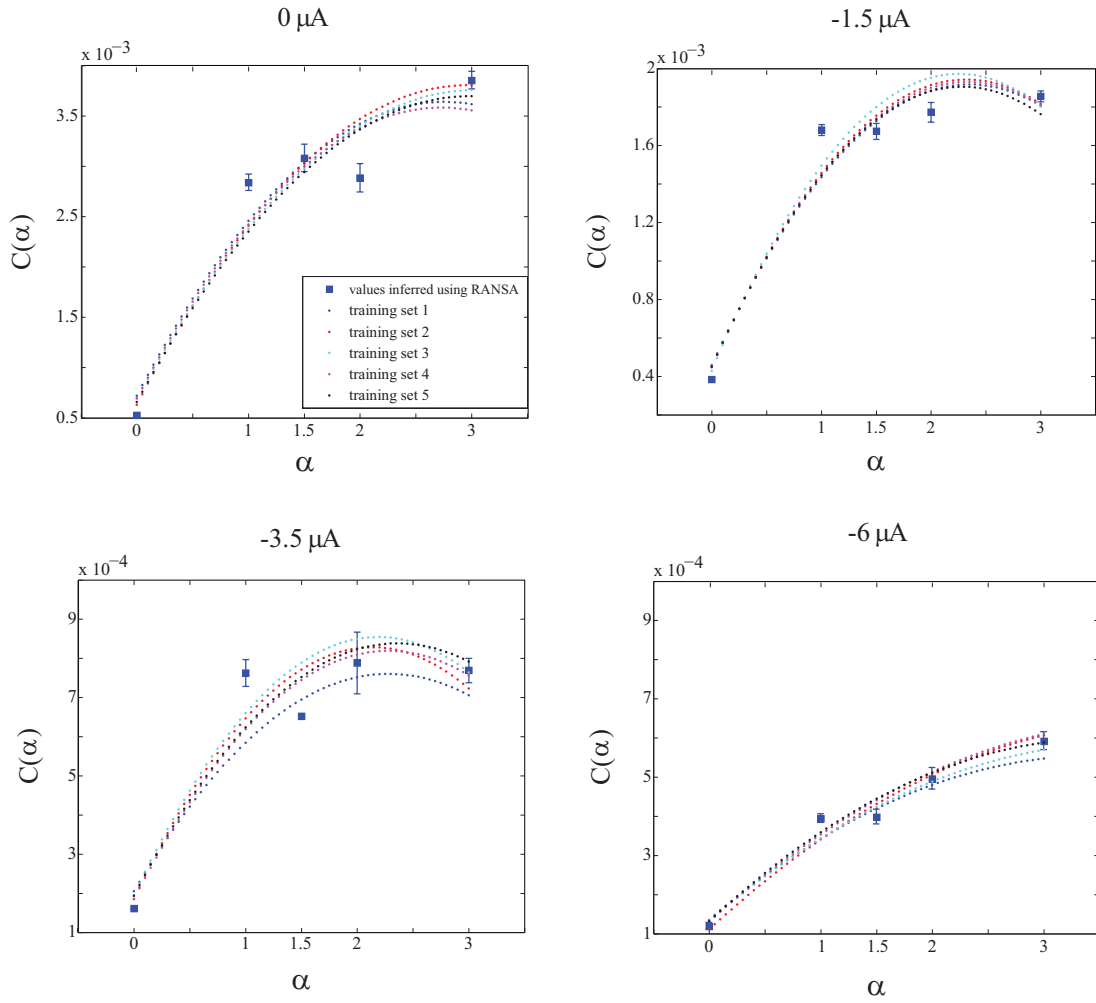 0 µA
x 10⁻³
3.5
2.5
1.5
0.5
C(α)
values inferred using RANSA
training set 1
training set 2
training set 3
training set 4
training set 5
0 1 1.5 2 3
α
-1.5 µA
x 10⁻³
2
1.6
1.2
0.8
0.4
C(α)
0 1 1.5 2 3
α
-3.5 µA
x 10⁻⁴
9
7
5
3
1
C(α)
0 1 1.5 2 3
α
-6 µA
x 10⁻⁴
9
7
5
3
1
C(α)
0 1 1.5 2 3
α